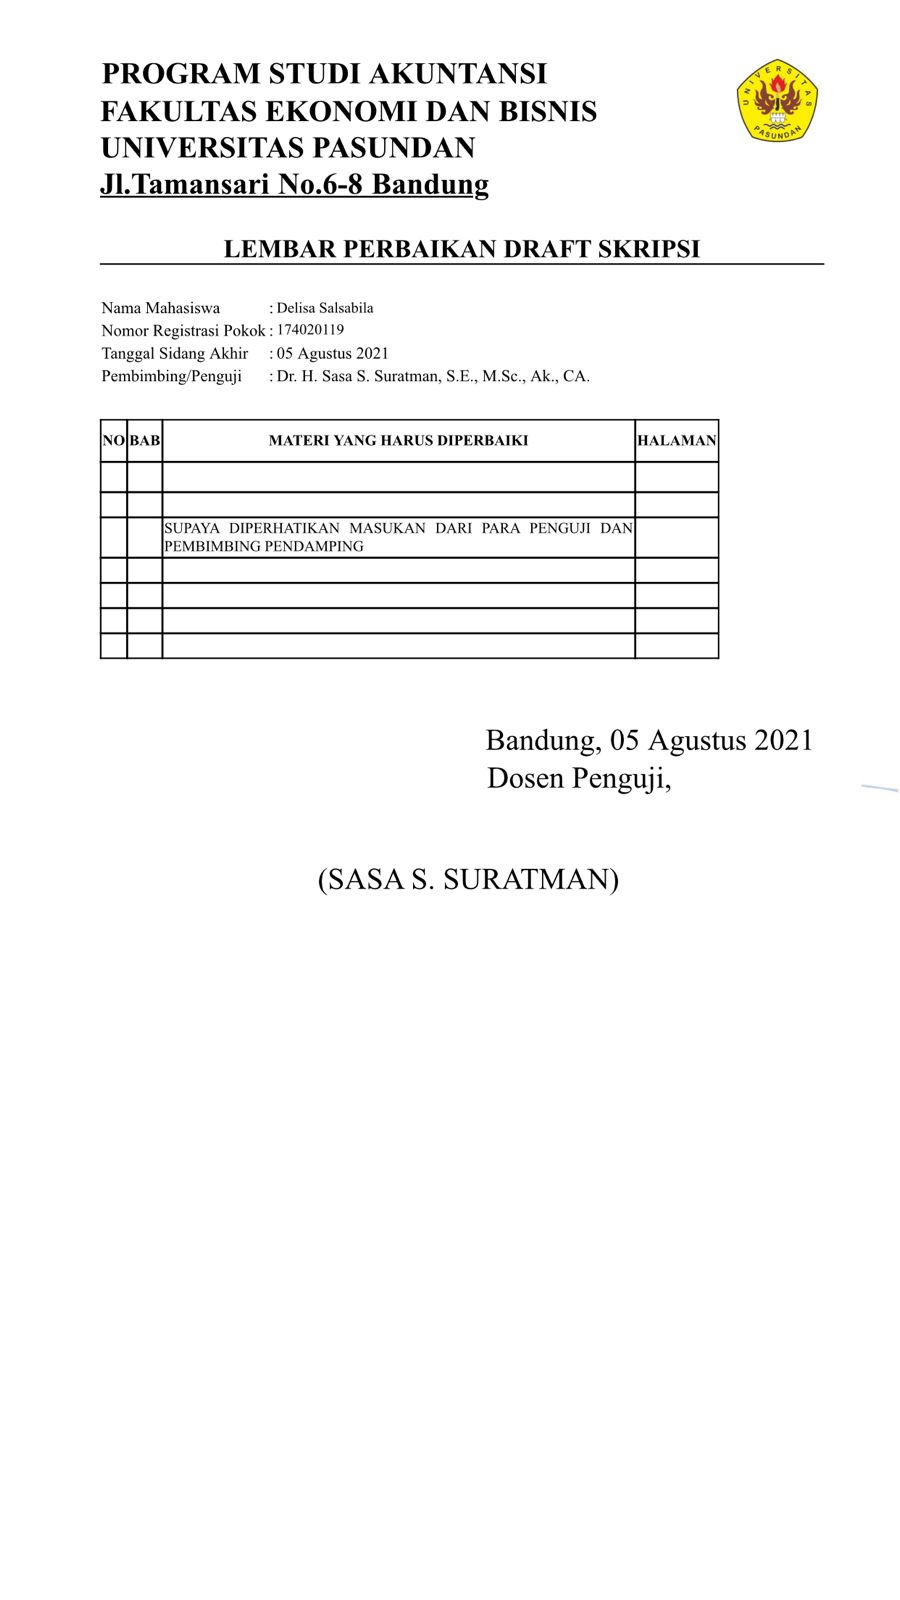 PROGRAM STUDI AKUNTANSI
FAKULTAS EKONOMI DAN BISNIS
UNIVERSITAS PASUNDAN
Jl.Tamansari No.6-8 Bandung
UNIVERSITAS
PASUNDAN
LEMBAR PERBAIKAN DRAFT SKRIPSI
Nama Mahasiswa : Delisa Salsabila
Nomor Registrasi Pokok : 174020119
Tanggal Sidang Akhir : 05 Agustus 2021
Pembimbing/Penguji : Dr. H. Sasa S. Suratman, S.E., M.Sc., Ak., CA.
NO BAB MATERI YANG HARUS DIPERBAIKI HALAMAN
SUPAYA DIPERHATIKAN MASUKAN DARI PARA PENGUJI DAN
PEMBIMBING PENDAMPING
Bandung, 05 Agustus 2021
Dosen Penguji,
(SASA S. SURATMAN)